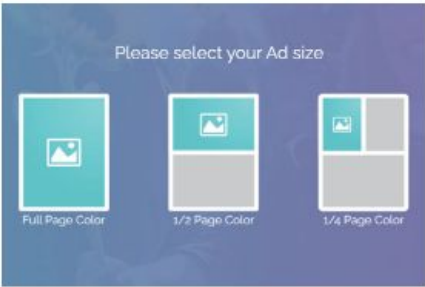 Please select your Ad size
Full Page Color
1/2 Page Color
1/4 Page Color